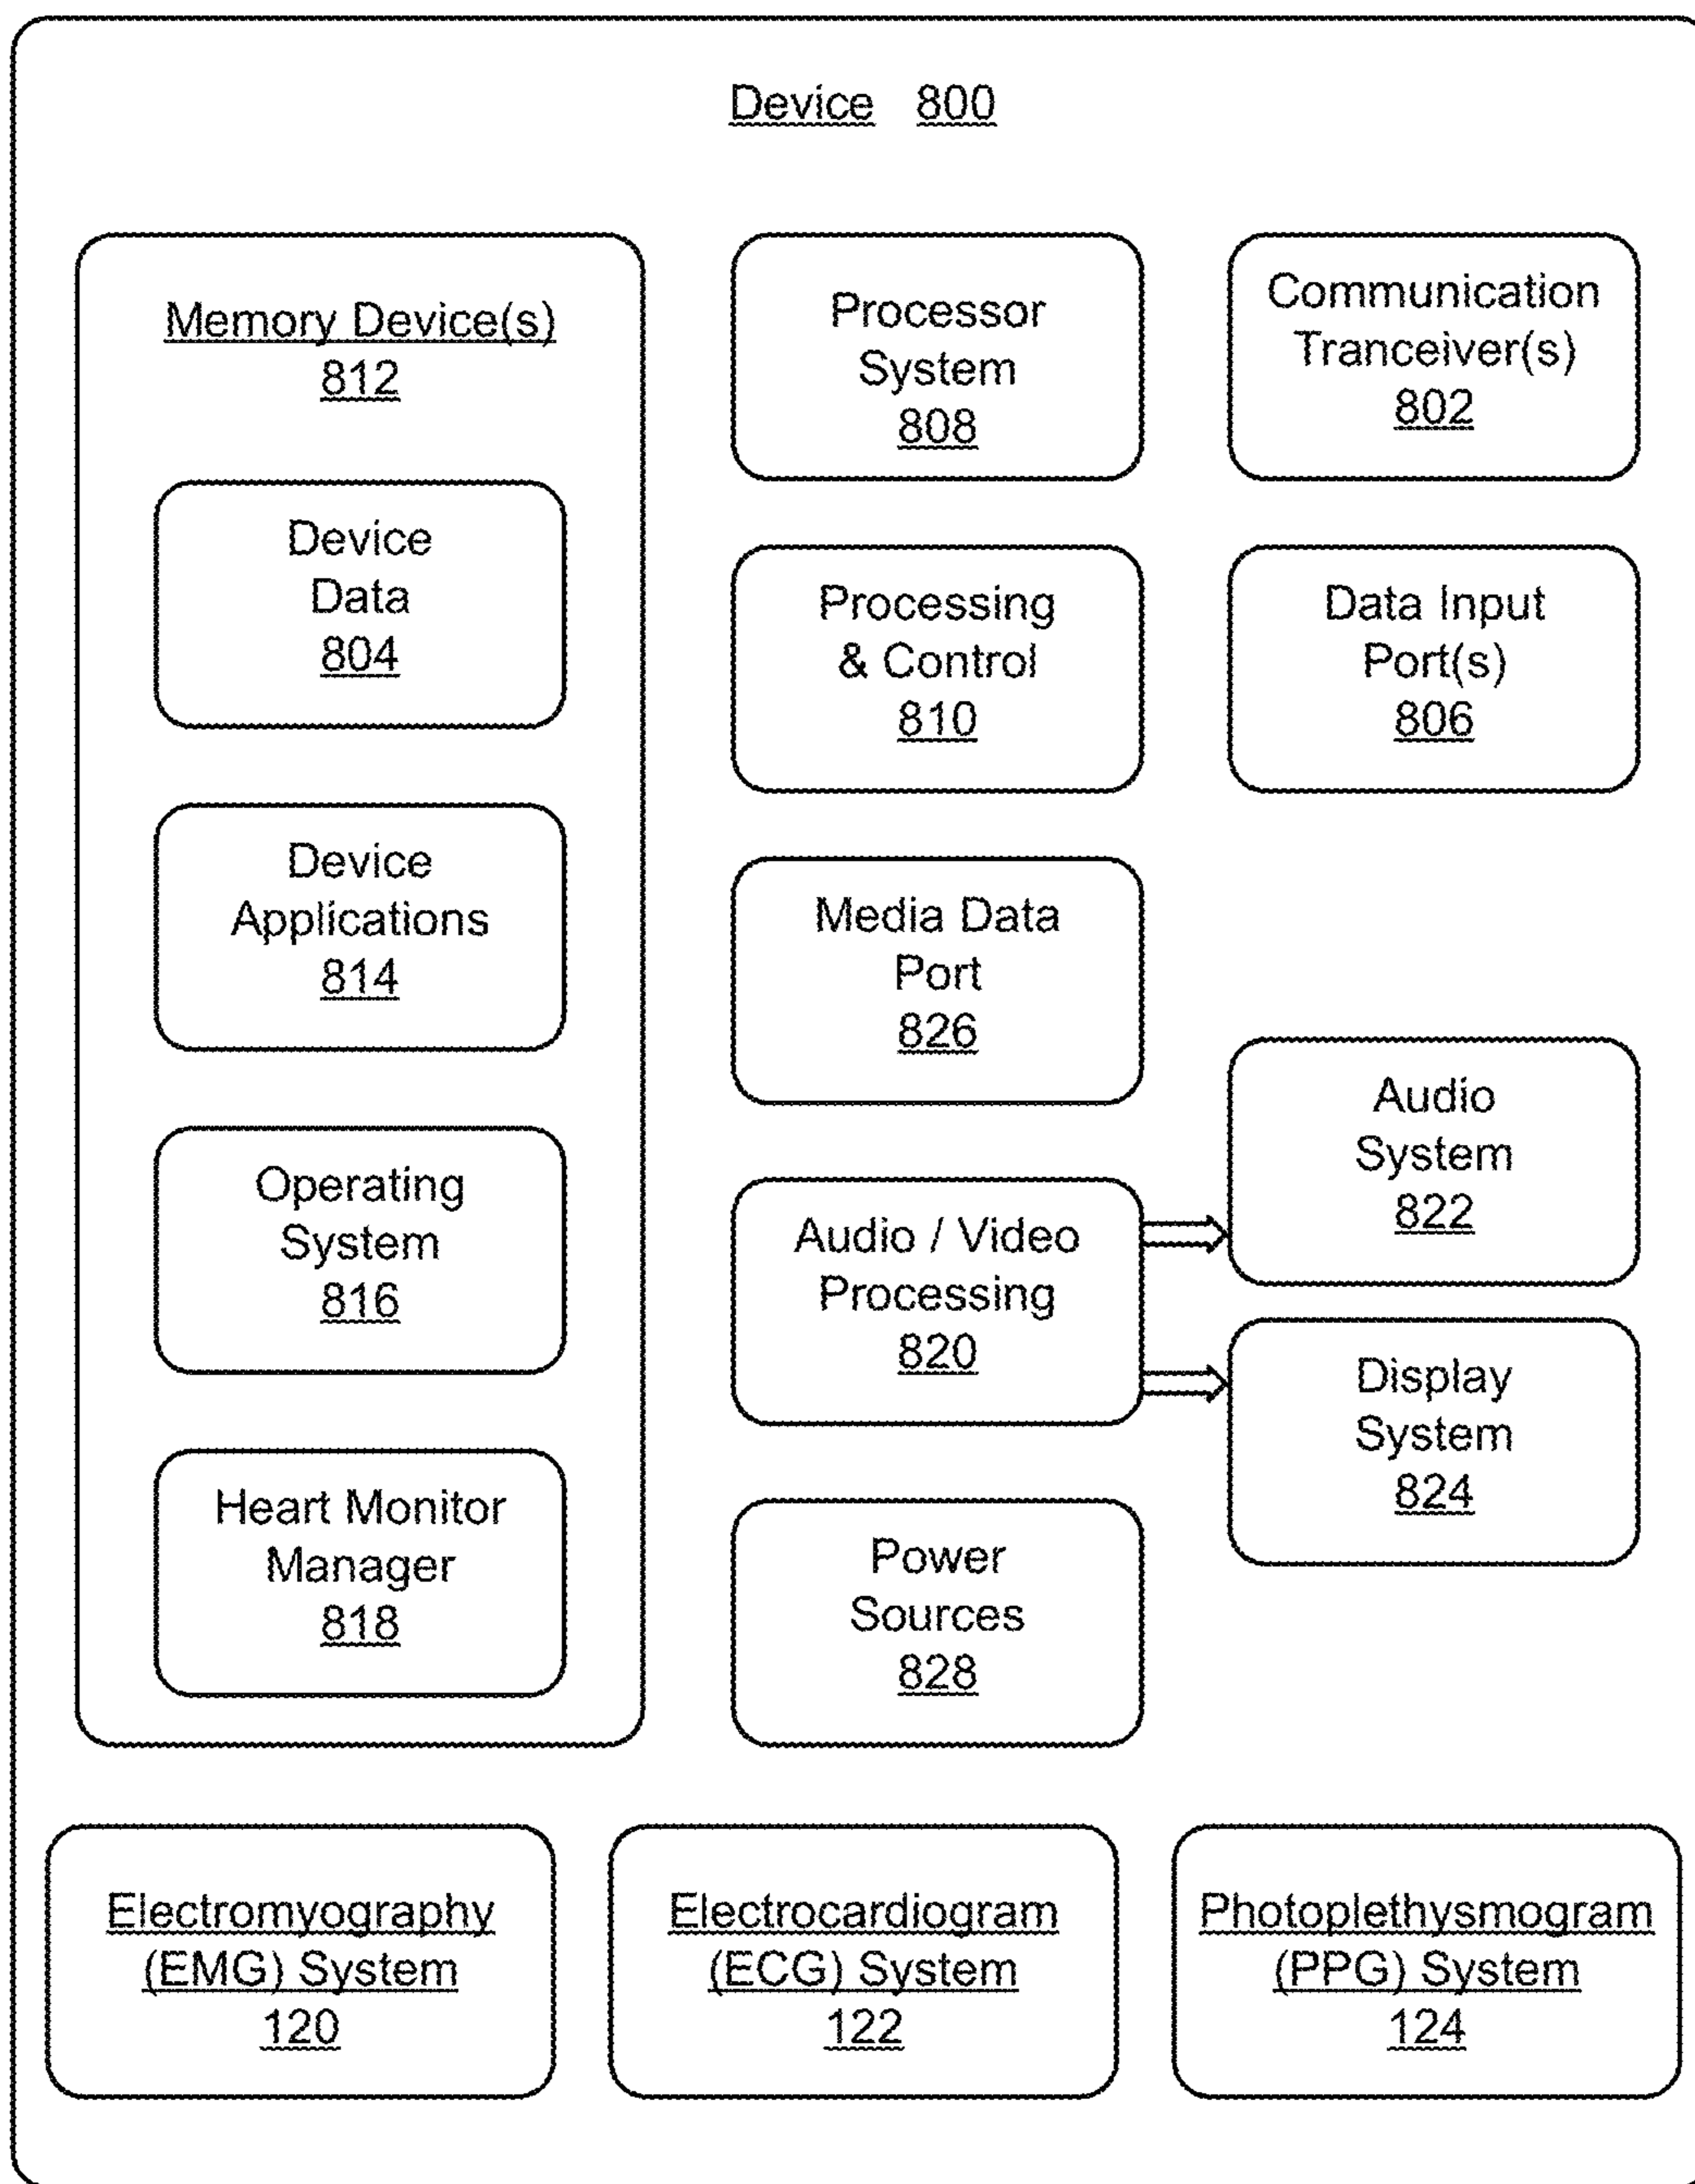 Device 800
Memory Device(s)
812
Device
Data
804
Device
Applications
814
Operating
System
816
Heart Monitor
Manager
818
Processor
System
808
Processing
& Control
810
Media Data
Port
826
Audio / Video
Processing
820
Power
Sources
828
Communication
Tranceiver(s)
802
Data Input
Port(s)
806
Audio
System
822
Display
System
824
Electromyography
(EMG) System
120
Electrocardiogram
(ECG) System
122
Photoplethysmogram
(PPG) System
124